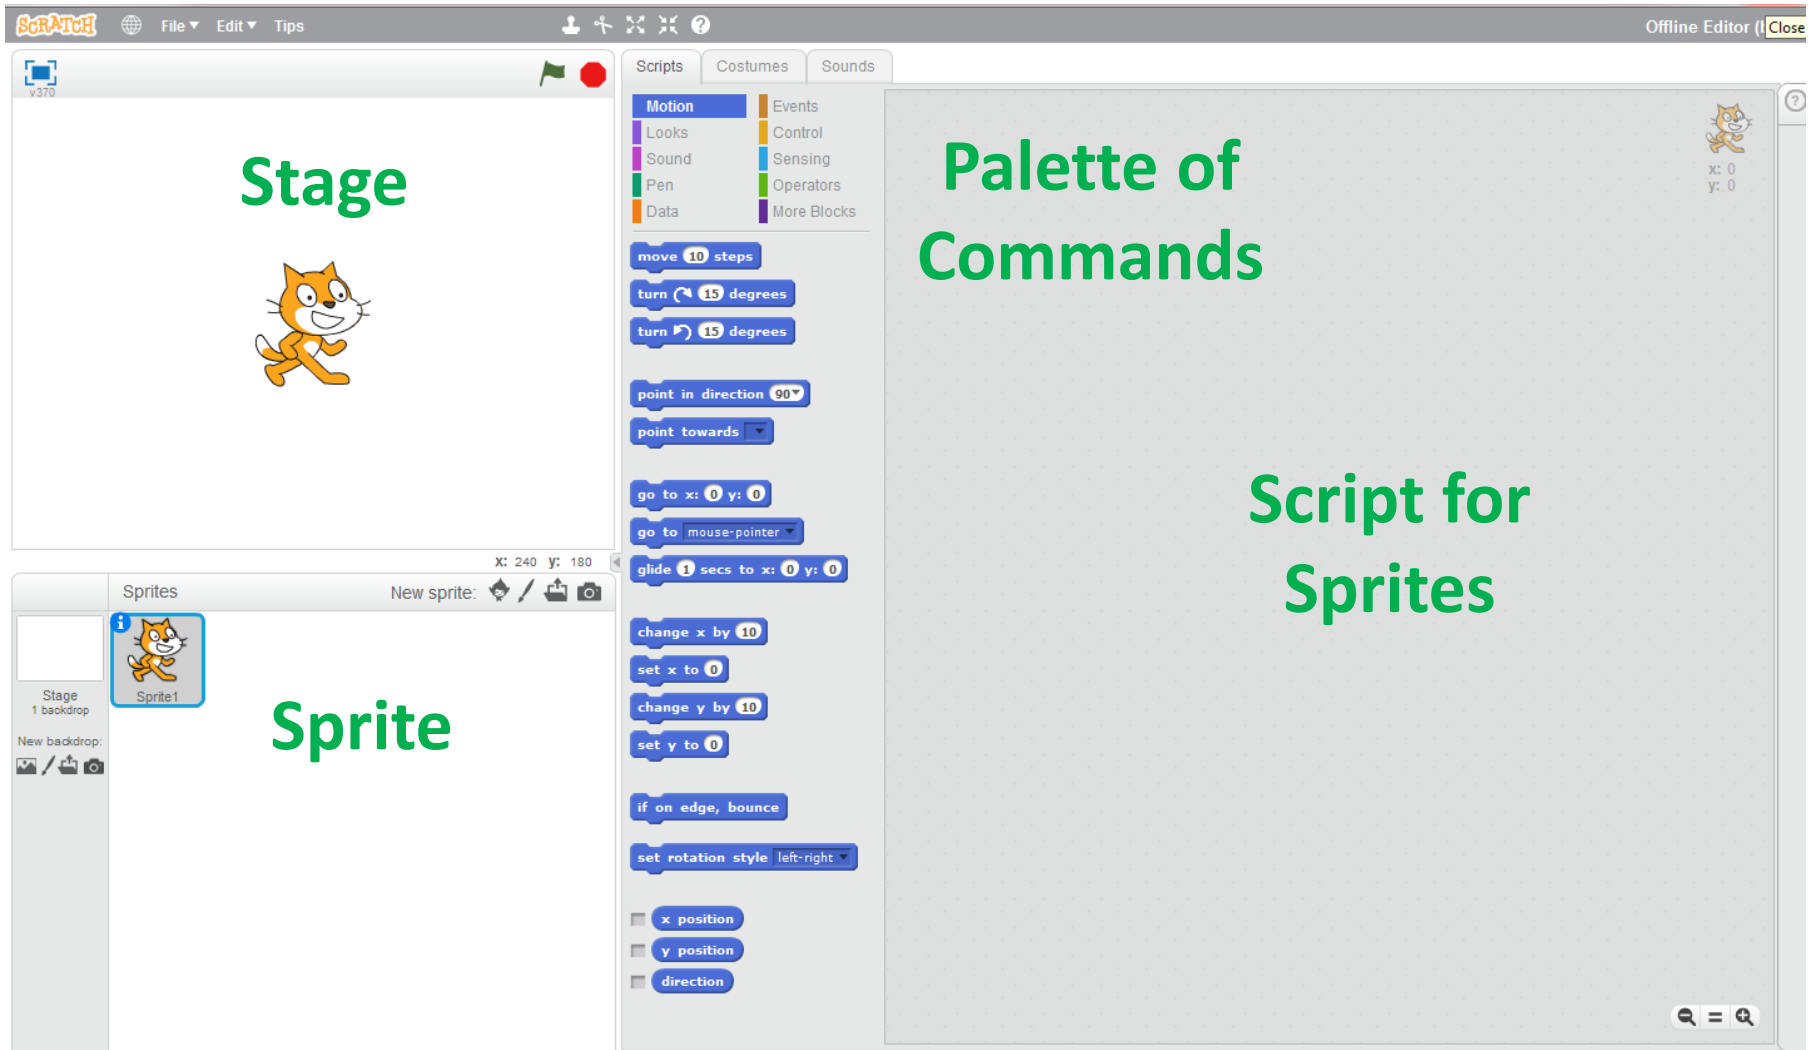 SCRATCH File Edit Tips
Offline Editor (
Close
v370
Scripts Costumes Sounds
Motion Events
Looks Control
Sound Sensing
Pen Operators
Data More Blocks
Stage
Palette of
Commands
x: 0
y: 0
move 10 steps
turn 15 degrees
turn 15 degrees
point in direction 90
point towards
go to x: 0 y: 0
go to mouse-pointer
glide 1 secs to x: 0 y: 0
change x by 10
set x to 0
change y by 10
set y to 0
if on edge, bounce
set rotation style left-right
x position
y position
direction
Script for
Sprites
X: 240 y: 180
Sprites New sprite:
Stage
1 backdrop
New backdrop:
Sprite1
Sprite